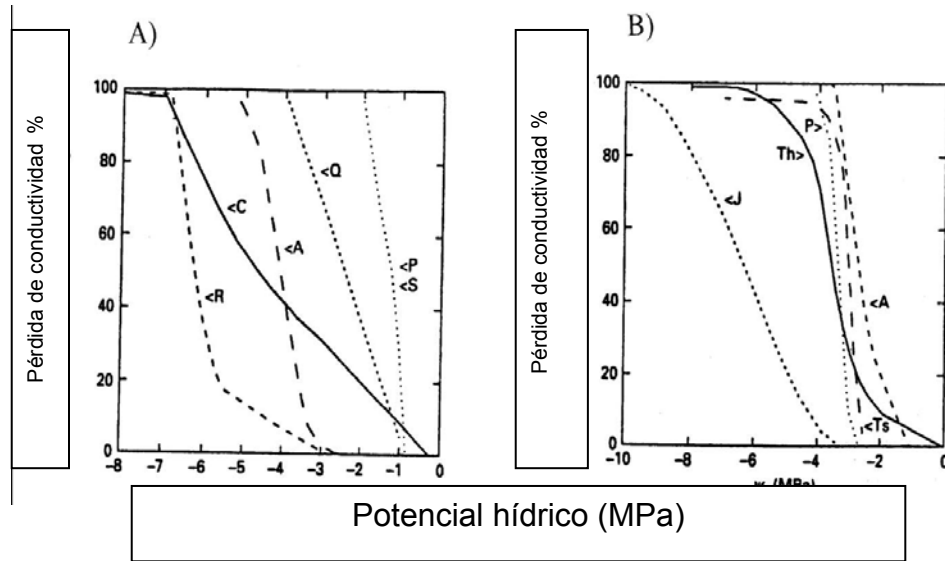 A)
Pérdida de conductividad %
100
80
60
40
20
0
<C
<R
<A
<Q
<P
<S
-8 -7 -6 -5 -4 -3 -2 -1 0
B)
Pérdida de conductividad %
100
80
60
40
20
0
P>
Th>
<J
<A
<Ts
-10 -8 -6 -4 -2 0
(MPa)
Potencial hídrico (MPa)